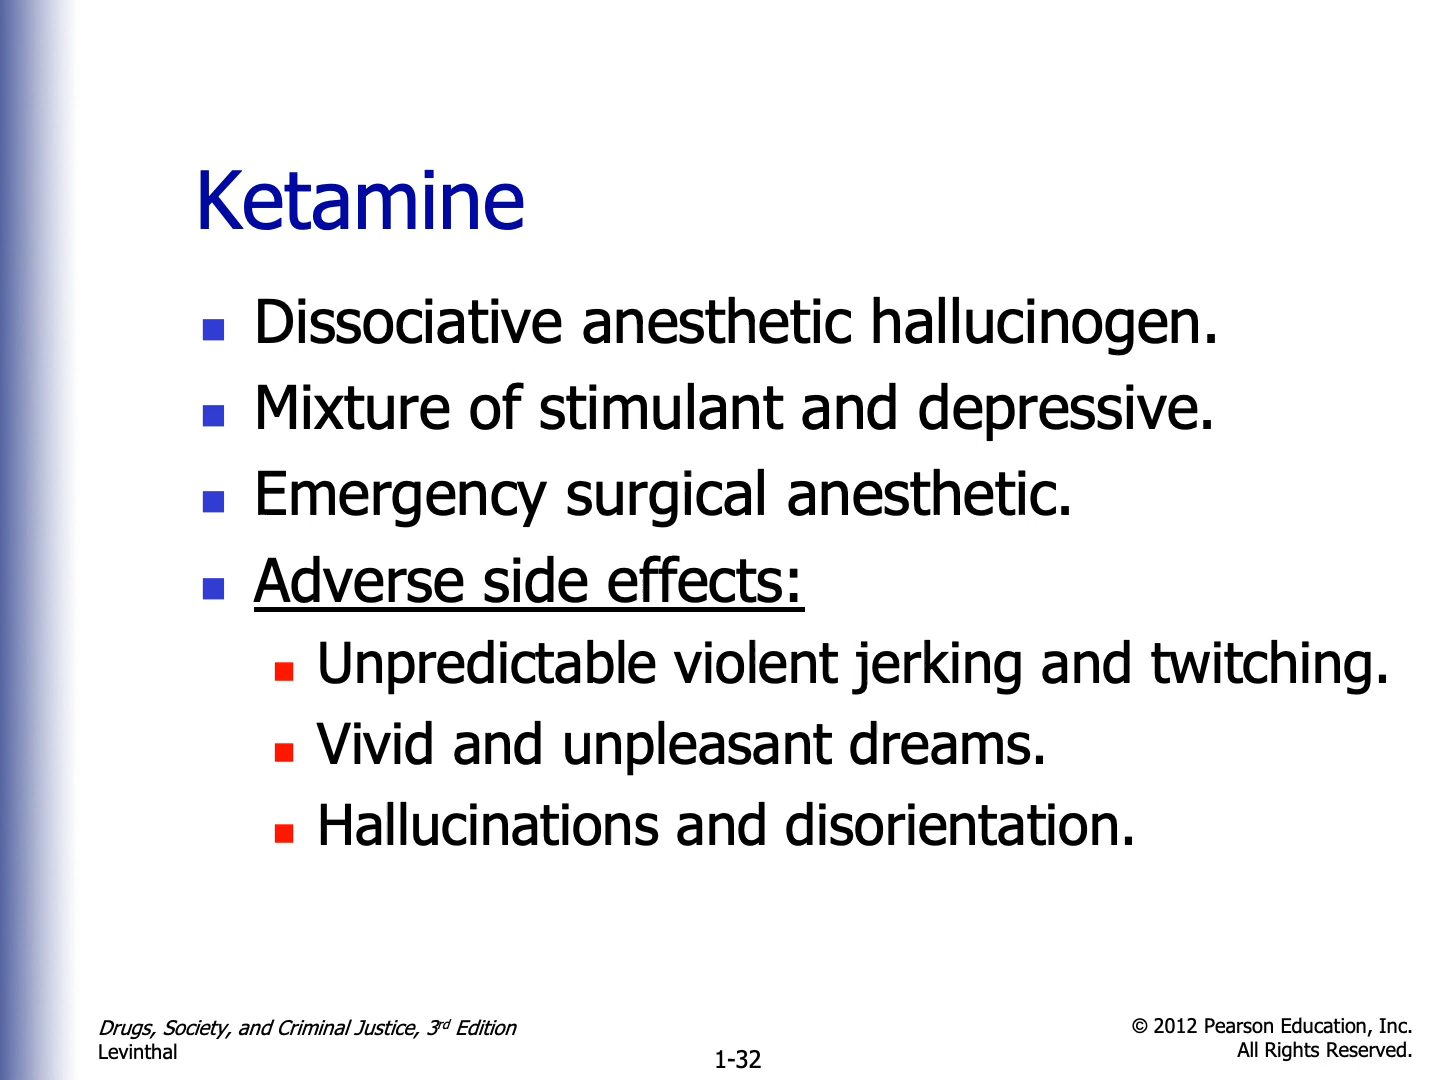 Ketamine
Dissociative anesthetic hallucinogen.
Mixture of stimulant and depressive.
Emergency surgical anesthetic.
Adverse side effects:
Unpredictable violent jerking and twitching.
Vivid and unpleasant dreams.
Hallucinations and disorientation.
Drugs, Society, and Criminal Justice, 3rd Edition
Levinthal
1-32
© 2012 Pearson Education, Inc.
All Rights Reserved.